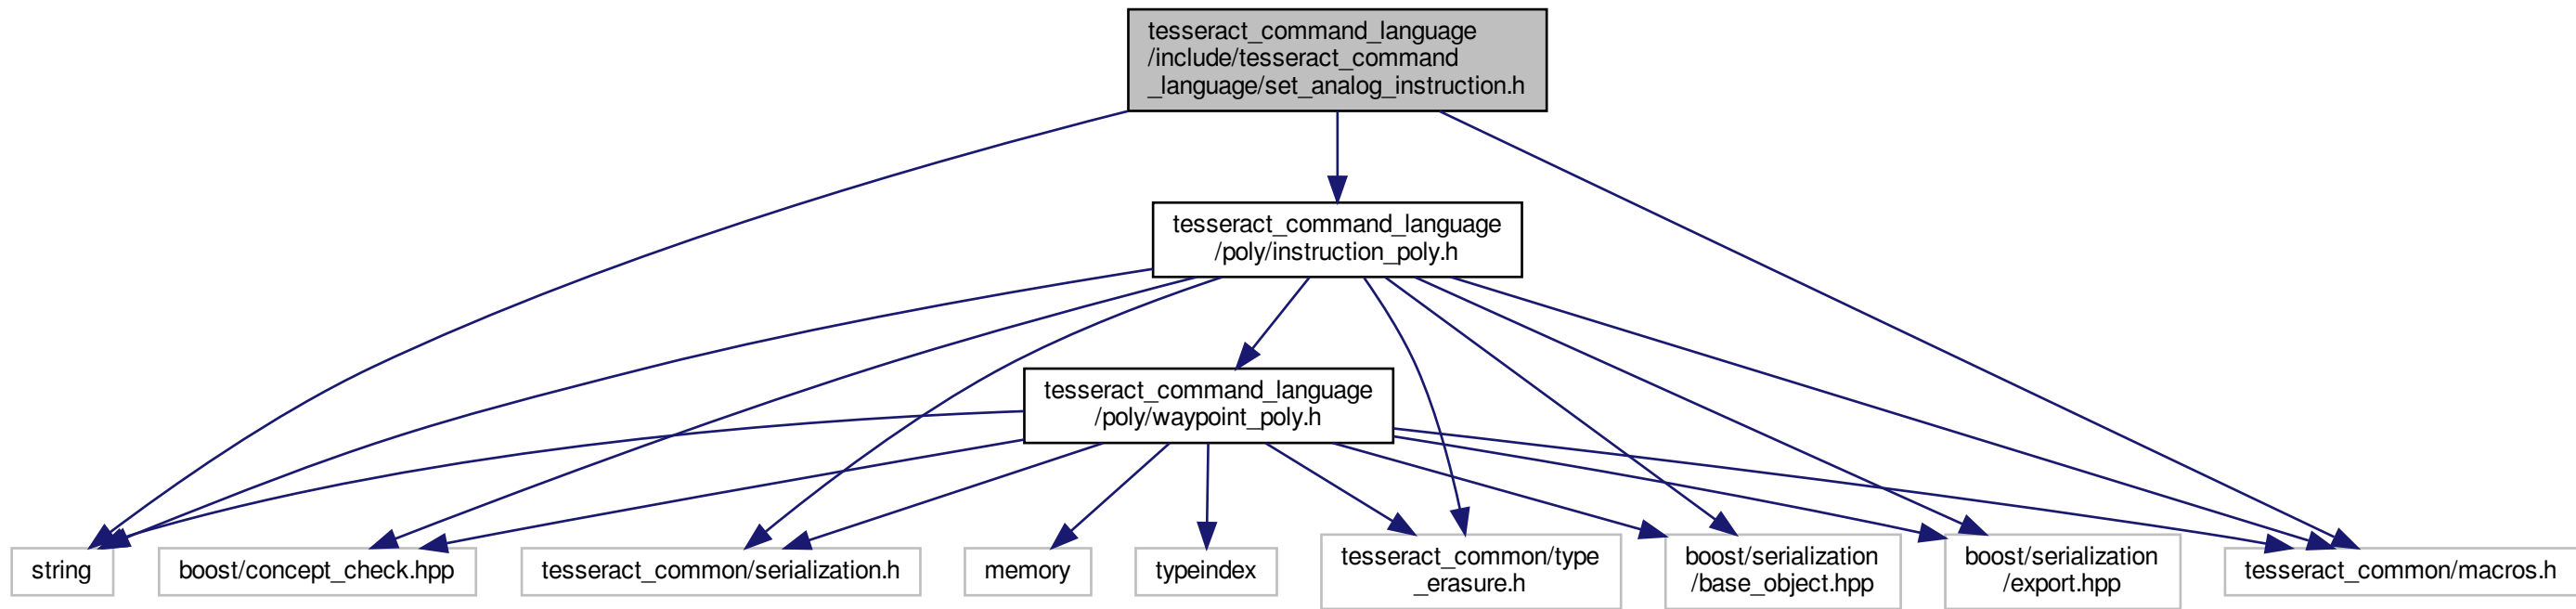 tesseract_command_language
/include/tesseract_command
_language/set_analog_instruction.h
tesseract_command_language
/poly/instruction_poly.h
tesseract_command_language
/poly/waypoint_poly.h
string
boost/concept_check.hpp
tesseract_common/serialization.h
memory
typeindex
tesseract_common/type
_erasure.h
boost/serialization
/base_object.hpp
boost/serialization
/export.hpp
tesseract_common/macros.h